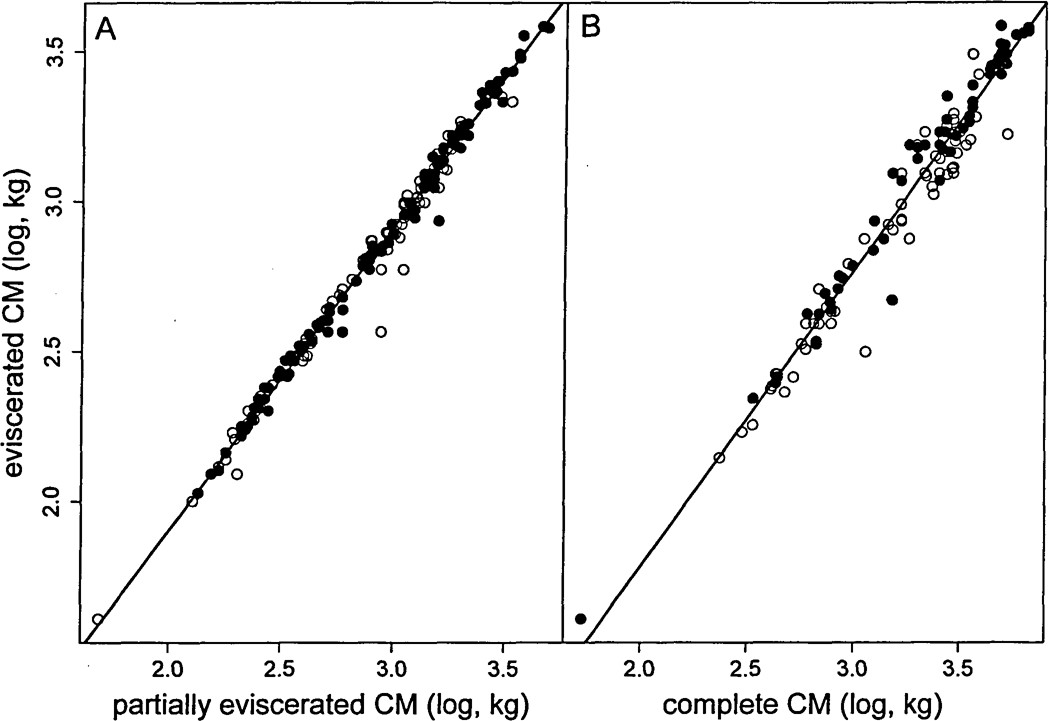 A
B
eviscerated CM (log, kg)
3.5
3.0
2.5
2.0
2.0 2.5 3.0 3.5
2.0 2.5 3.0 3.5
partially eviscerated CM (log, kg)
complete CM (log, kg)